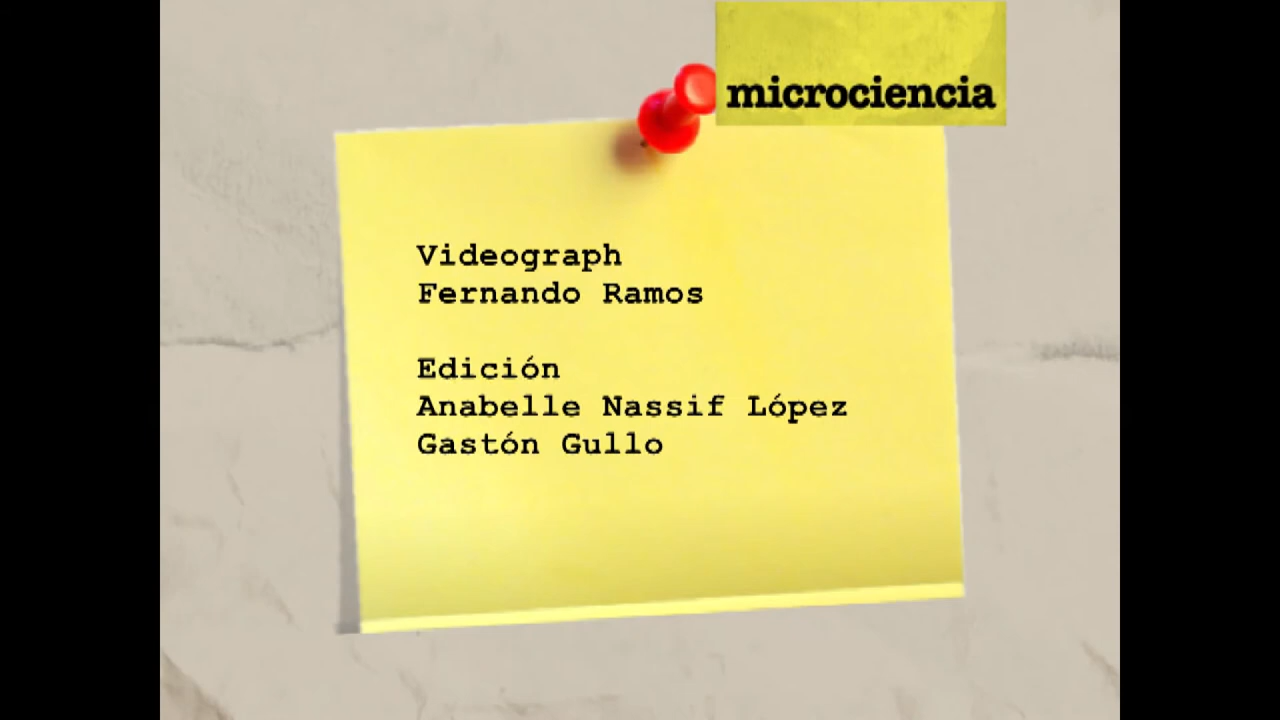 microciencia
Videograph
Fernando Ramos
Edición
Anabelle Nassif López
Gastón Gullo